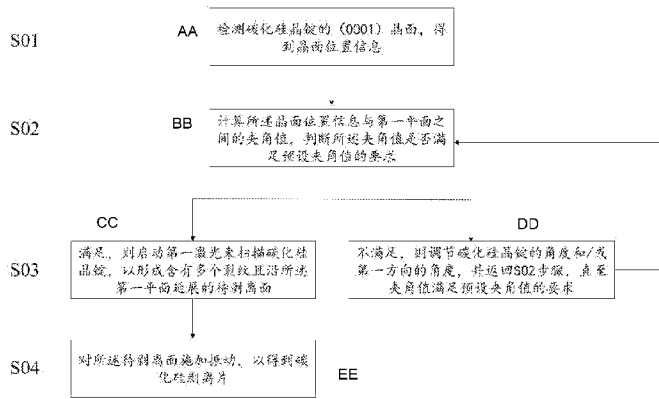 S01
AA
检测碳化硅晶锭的（0001）晶面，得
到晶面位置信息
S02
BB
计算所述晶面位置信息与第一平面之
间的夹角值，判断所述夹角值是否满
足预设夹角值的要求
CC
DD
S03
满足，则启动第一激光来扫描碳化硅
晶锭，以形成含有多个裂纹且沿所述
第一平面延展的待剥离面
不满足，则调节碳化硅晶锭的角度和/或
第一方向的角度，并返回S02步骤，直至
夹角值满足预设夹角值的要求
S04
对所述待剥离面施加振动，以得到碳
化硅剥离片
EE